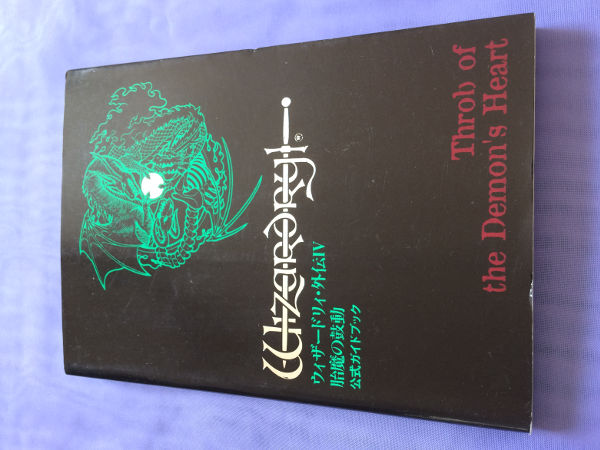 Wizardry®
ウィザードリィ・外伝IV
胎魔の鼓動
公式ガイドブック
Throb of
the Demon's Heart